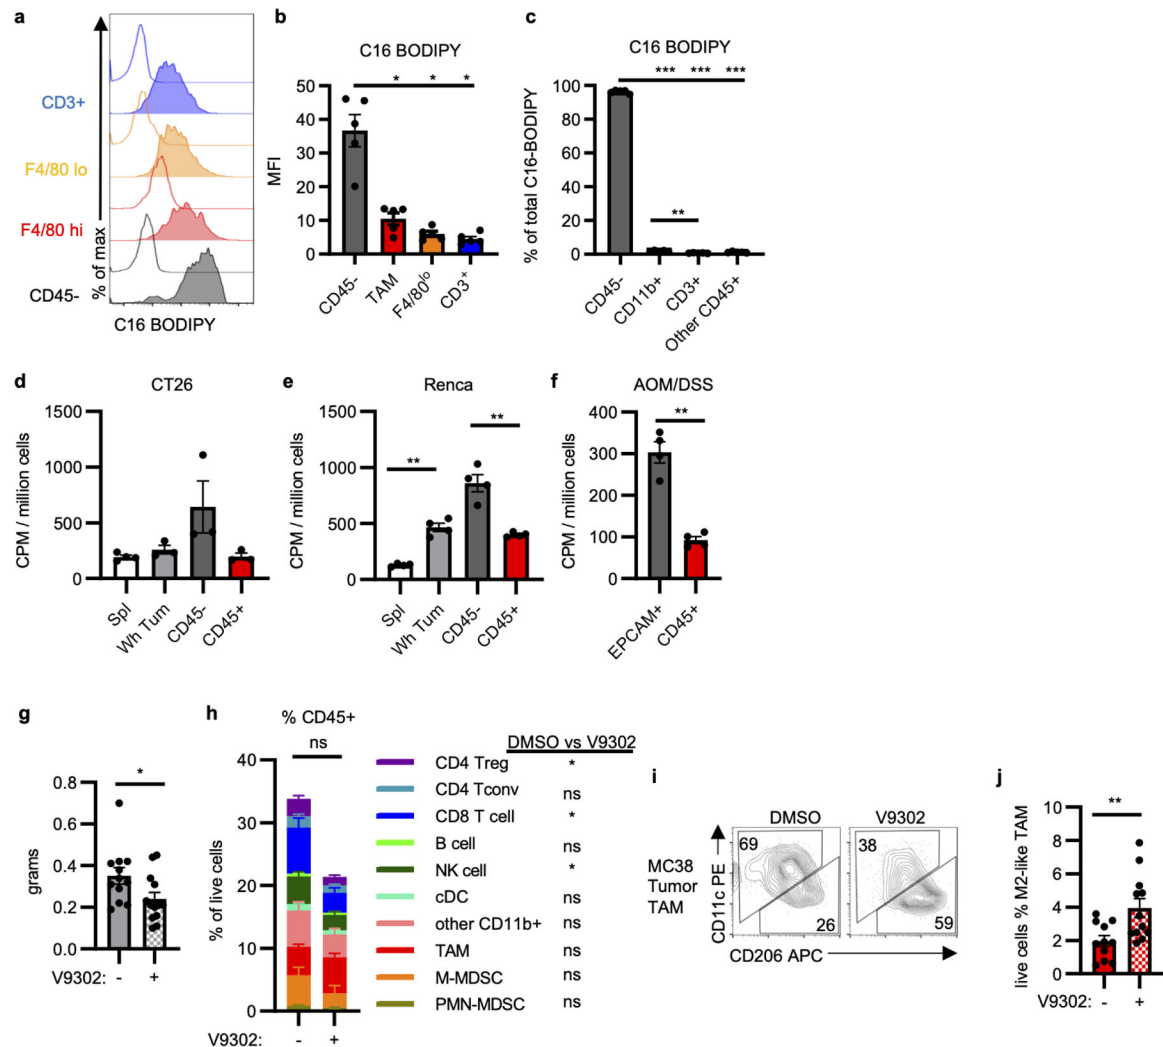 a
% of max
CD3+
F4/80 lo
F4/80 hi
CD45-
C16 BODIPY
b
C16 BODIPY
* * *
MFI
50
40
30
20
10
0
CD45-
TAM
F4/80lo
CD3+
c
C16 BODIPY
*** *** ***
% of total C16-BODIPY
100
80
60
40
20
0
**
CD45-
CD11b+
CD3+
Other CD45+
d
CT26
CPM / million cells
1500
1000
500
0
Spl
Wh Tum
CD45-
CD45+
e
Renca
CPM / million cells
1500
1000
500
0
**
**
Spl
Wh Tum
CD45-
CD45+
f
AOM/DSS
CPM / million cells
400
300
200
100
0
**
EPCAM+
CD45+
g
grams
0.8
0.6
0.4
0.2
0.0
*
V9302: - +
h
% CD45+
ns
% of live cells
40
30
20
10
0
V9302: - +
DMSO vs V9302
CD4 Treg *
CD4 Tconv ns
CD8 T cell *
B cell ns
NK cell *
cDC ns
other CD11b+ ns
TAM ns
M-MDSC ns
PMN-MDSC ns
i
DMSO V9302
MC38
Tumor
TAM
CD11c PE
69
26
38
59
CD206 APC
j
live cells % M2-like TAM
10
8
6
4
2
0
**
V9302: - +